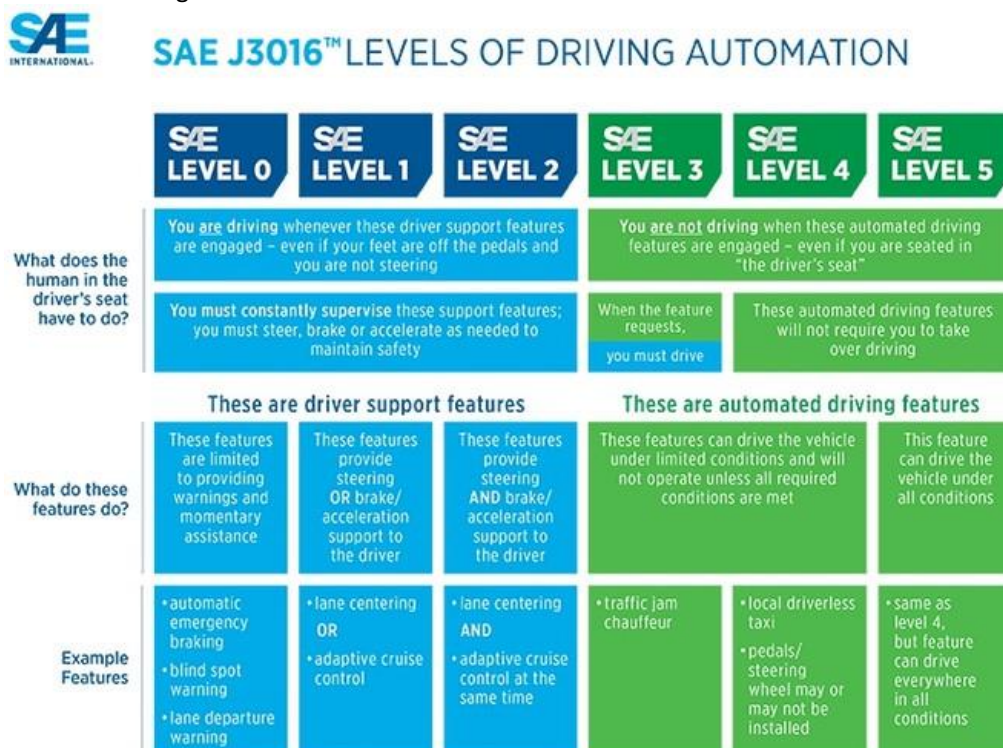 SAE
INTERNATIONAL®
SAE J3016™ LEVELS OF DRIVING AUTOMATION
SAE
LEVEL 0
SAE
LEVEL 1
SAE
LEVEL 2
SAE
LEVEL 3
SAE
LEVEL 4
SAE
LEVEL 5
What does the
human in the
driver's seat
have to do?
You are driving whenever these driver support features
are engaged – even if your feet are off the pedals and
you are not steering
You are not driving when these automated driving
features are engaged – even if you are seated in
"the driver's seat"
You must constantly supervise these support features;
you must steer, brake or accelerate as needed to
maintain safety
When the feature
requests,
you must drive
These automated driving features
will not require you to take
over driving
These are driver support features
These are automated driving features
What do these
features do?
These features
are limited
to providing
warnings and
momentary
assistance
These features
provide
steering
OR brake/
acceleration
support to
the driver
These features
provide
steering
AND brake/
acceleration
support to
the driver
These features can drive the vehicle
under limited conditions and will
not operate unless all required
conditions are met
This feature
can drive the
vehicle under
all conditions
Example
Features
•automatic
emergency
braking
•blind spot
warning
•lane departure
warning
•lane centering
OR
•adaptive cruise
control
•lane centering
AND
•adaptive cruise
control at the
same time
•traffic jam
chauffeur
•local driverless
taxi
•pedals/
steering
wheel may or
may not be
installed
•same as
level 4,
but feature
can drive
everywhere
in all
conditions